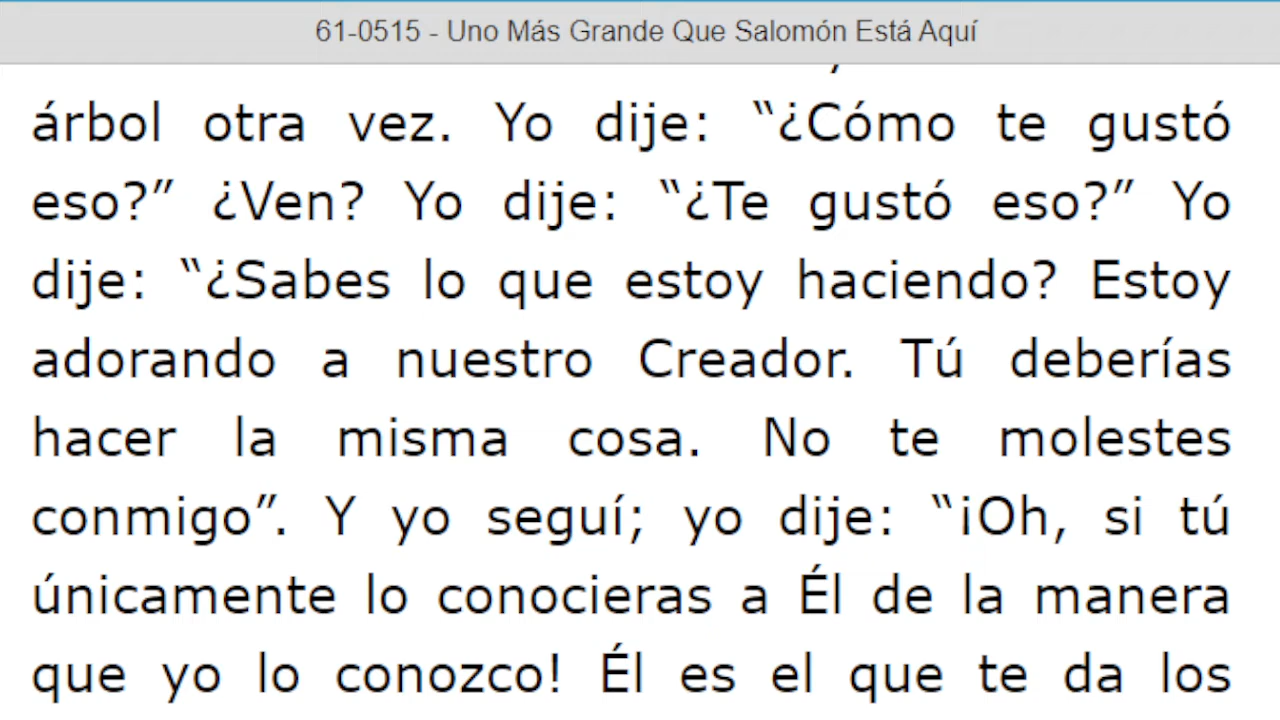 61-0515 - Uno Más Grande Que Salomón Está Aquí
árbol otra vez. Yo dije: “¿Cómo te gustó
eso?” ¿Ven? Yo dije: “¿Te gustó eso?” Yo
dije: “¿Sabes lo que estoy haciendo? Estoy
adorando a nuestro Creador. Tú deberías
hacer la misma cosa. No te molestes
conmigo”. Y yo seguí; yo dije: “¡Oh, si tú
únicamente lo conocieras a Él de la manera
que yo lo conozco! Él es el que te da los